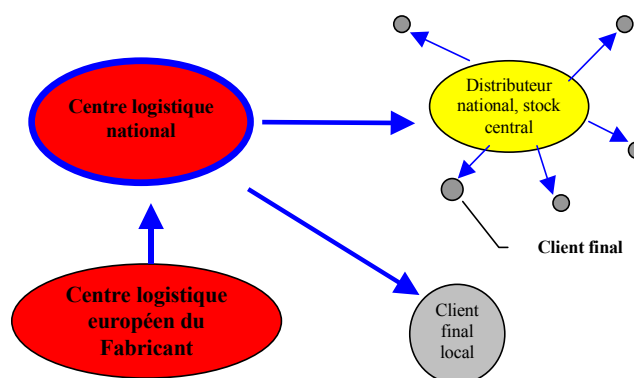 Centre logistique
national
Distributeur
national, stock
central
Client final
Centre logistique
européen du
Fabricant
Client
final
local